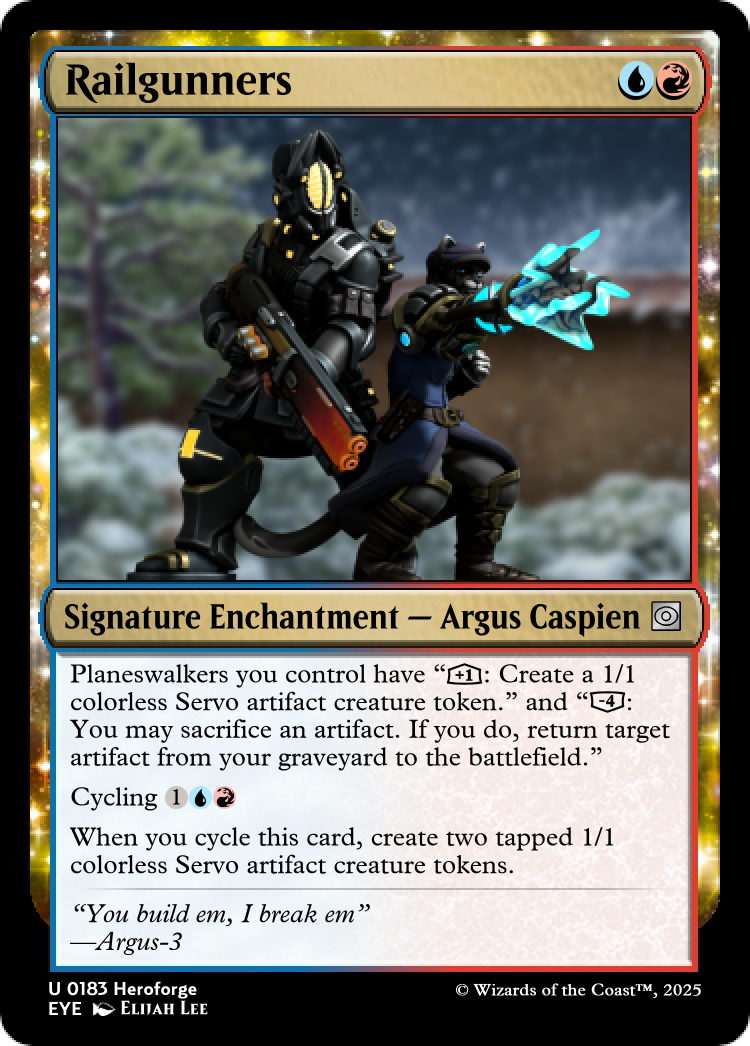 Railgunners
Signature Enchantment — Argus Caspien
Planeswalkers you control have “+1: Create a 1/1
colorless Servo artifact creature token.” and “-4:
You may sacrifice an artifact. If you do, return target
artifact from your graveyard to the battlefield.”
Cycling 1
When you cycle this card, create two tapped 1/1
colorless Servo artifact creature tokens.
“You build em, I break em”
—Argus-3
U 0183 Heroforge
EYE Elijah Lee
© Wizards of the Coast™, 2025